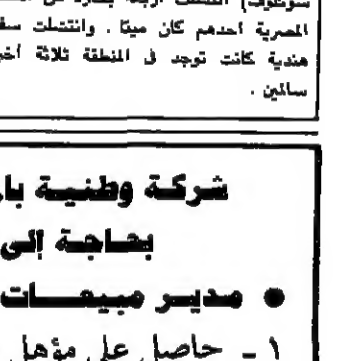 المصرية أحدهم كان ميتا . وانتشلت
هندية كانت توجد في المنطقة ثلاثة
سالمين .
شركة وطنية
بحاجة إلى
● مدير مبيعات
١ ـ حاصل على مؤهل